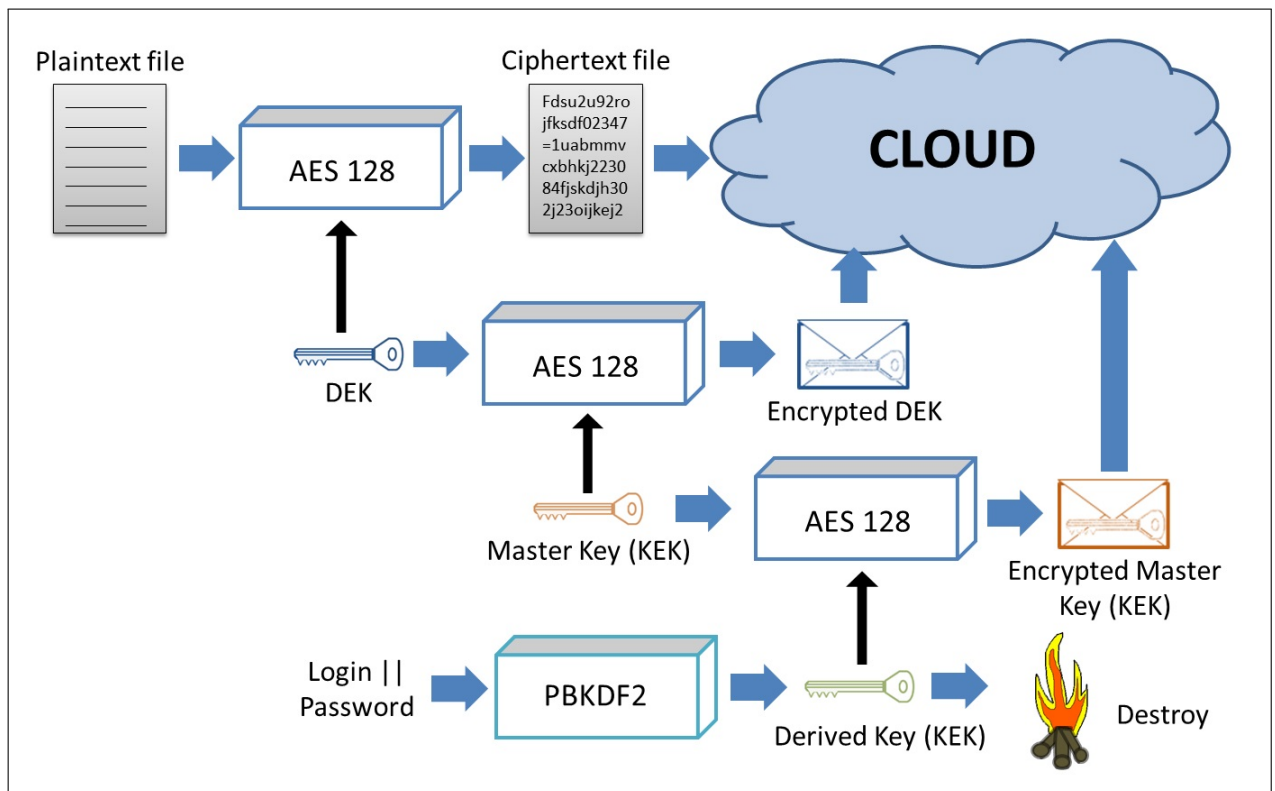 Plaintext file
Ciphertext file
Fdsu2u92ro
jfksdf02347
=1uabmmv
cxbhkj2230
84fjskdjh30
2j23oijkej2
CLOUD
AES 128
DEK
AES 128
Encrypted DEK
Master Key (KEK)
AES 128
Encrypted Master
Key (KEK)
Login ||
Password
PBKDF2
Derived Key (KEK)
Destroy